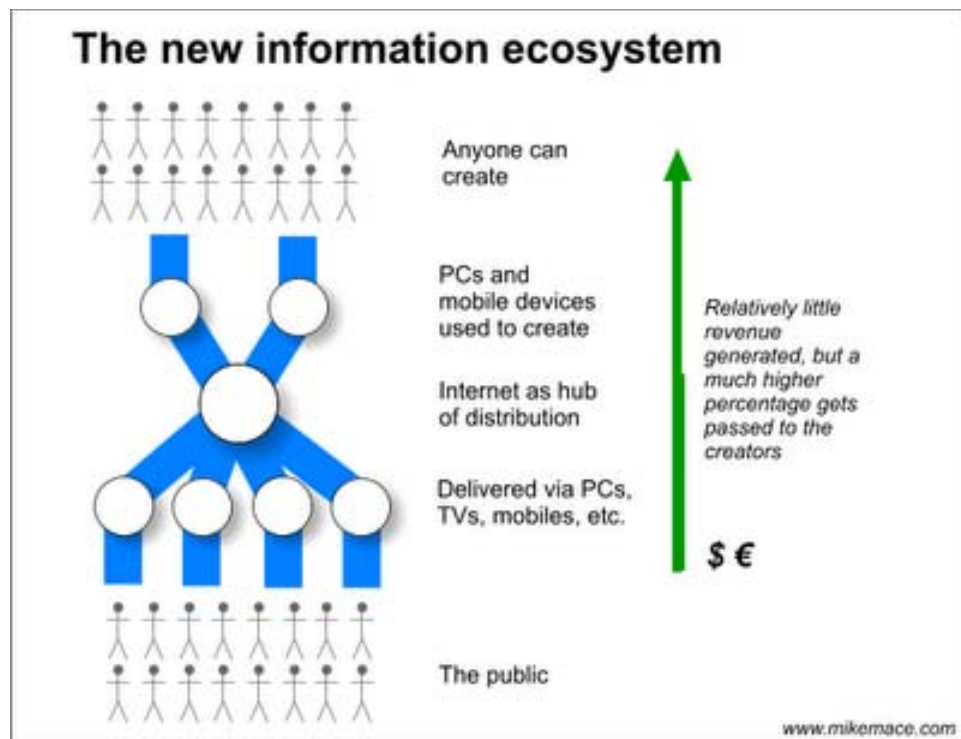 The new information ecosystem
Anyone can
create
PCs and
mobile devices
used to create
Relatively little
revenue
generated, but a
much higher
percentage gets
passed to the
creators
Internet as hub
of distribution
Delivered via PCs,
TVs, mobiles, etc.
$ €
The public
www.mikemace.com